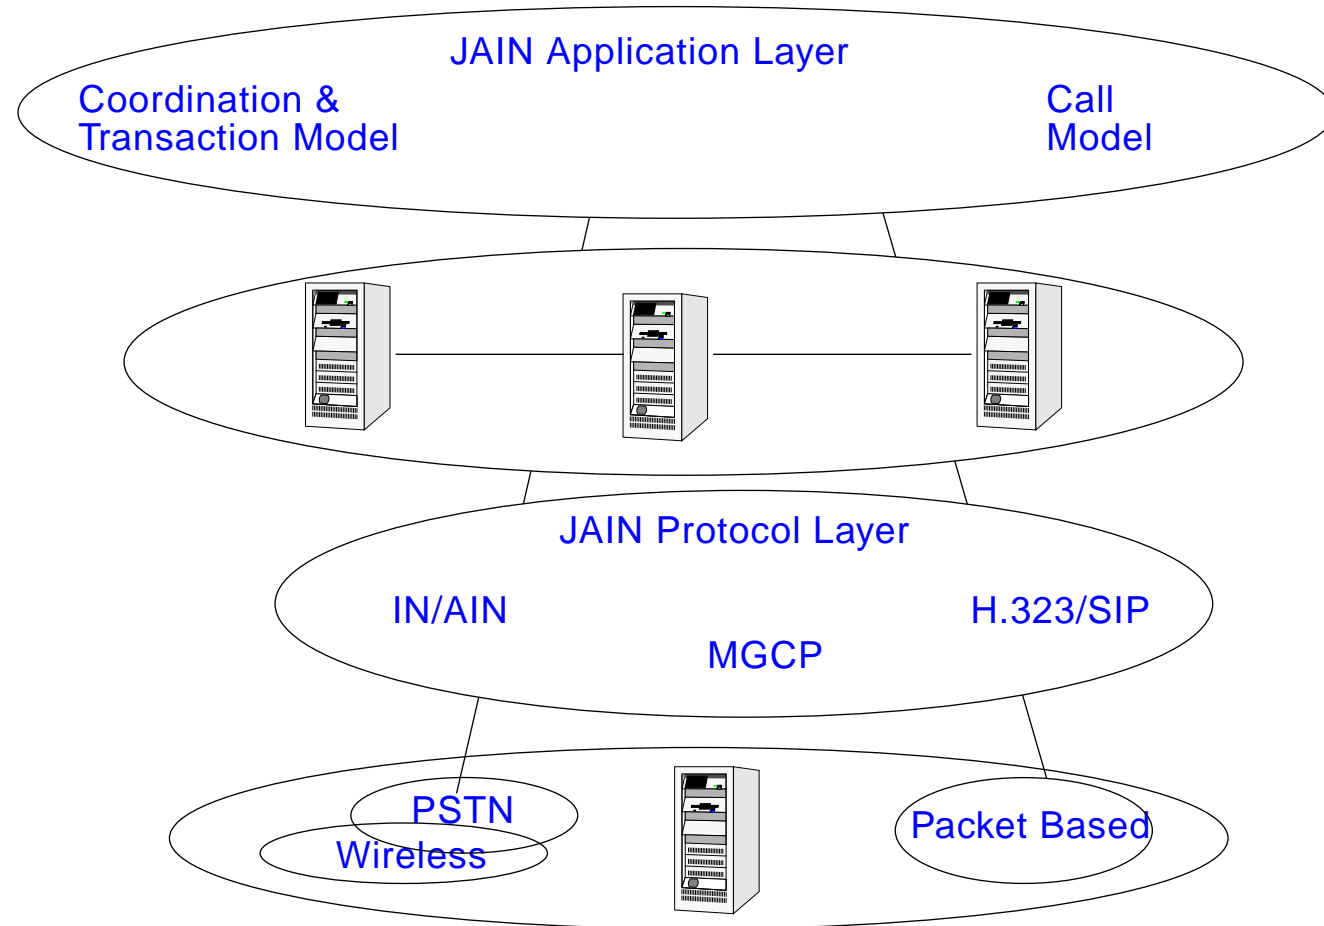 JAIN Application Layer
Coordination &
Transaction Model
Call
Model
JAIN Protocol Layer
IN/AIN
H.323/SIP
MGCP
PSTN
Wireless
Packet Based